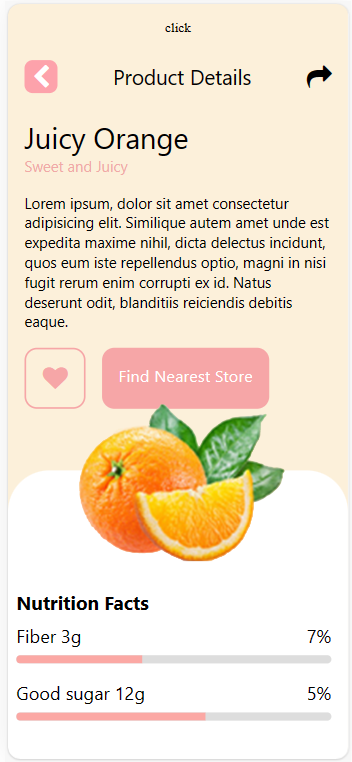 click
Product Details
Juicy Orange
Sweet and Juicy
Lorem ipsum, dolor sit amet consectetur
adipisicing elit. Similique autem amet unde est
expedita maxime nihil, dicta delectus incidunt,
quos eum iste repellendus optio, magni in nisi
fugit rerum enim corrupti ex id. Natus
deserunt odit, blanditiis reiciendis debitis
eaque.
Find Nearest Store
Nutrition Facts
Fiber 3g 7%
Good sugar 12g 5%